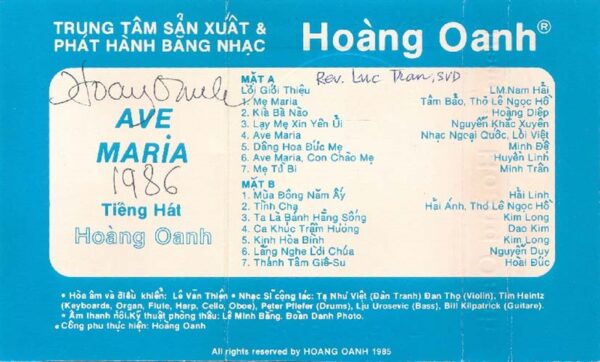 TRUNG TÂM SẢN XUẤT &
PHÁT HÀNH BĂNG NHẠC
Hoàng Oanh®
Hoàng Oanh
AVE
MARIA
1986
Tiếng Hát
Hoàng Oanh
Rev. Luc Tran, SVD
MẶT A
Lời Giới Thiệu LM.Nam Hải
1. Mẹ Maria Tâm Bảo, Thơ Lê Ngọc Hồ
2. Kìa Bà Nào Hoàng Diệp
3. Lạy Mẹ Xin Yên Ủi Nguyễn Khắc Xuyên
4. Ave Maria Nhạc Ngoại Quốc, Lời Việt
5. Dâng Hoa Đức Mẹ Minh Đệ
6. Ave Maria, Con Chào Mẹ Huyền Linh
7. Mẹ Từ Bi Minh Trân
MẶT B
1. Mùa Đông Năm Ấy Hải Linh
2. Tình Cha Hải Ánh, Thơ Lê Ngọc Hồ
3. Ta Là Bánh Hằng Sống Kim Long
4. Ca Khúc Trầm Hương Dao Kim
5. Kinh Hòa Bình Kim Long
6. Lắng Nghe Lời Chúa Nguyễn Duy
7. Thánh Tâm Giê-Su Hoài Đức
• Hòa âm và điều khiển: Lê Văn Thiện • Nhạc Sĩ cộng tác: Tạ Như Việt (Đàn Tranh) Đan Thọ (Violin), Tim Heintz
(Keyboards, Organ, Flute, Harp, Cello, Oboe), Peter Pfiefer (Drums), Lju Urosevic (Bass), Bill Kilpatrick (Guitare).
• Âm thanh nổi. Kỹ thuật phòng thâu: Lê Minh Bằng. Đoàn Danh Photo.
• Công phu thực hiện: Hoàng Oanh
All rights reserved by HOANG OANH 1985